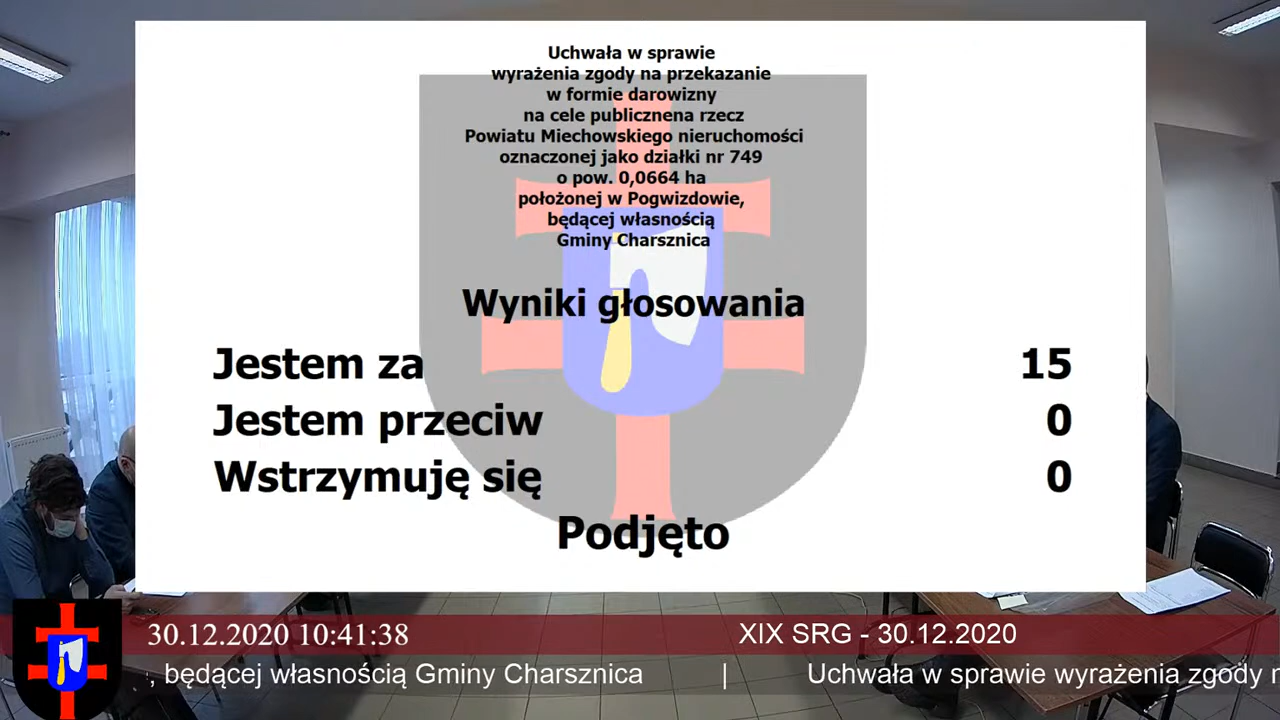 Uchwała w sprawie
wyrażenia zgody na przekazanie
w formie darowizny
na cele publicznena rzecz
Powiatu Miechowskiego nieruchomości
oznaczonej jako działki nr 749
o pow. 0,0664 ha
położonej w Pogwizdowie,
będącej własnością
Gminy Charsznica
Wyniki głosowania
Jestem za 15
Jestem przeciw 0
Wstrzymuję się 0
Podjęto
30.12.2020 10:41:38 XIX SRG - 30.12.2020
, będącej własnością Gminy Charsznica | Uchwała w sprawie wyrażenia zgody